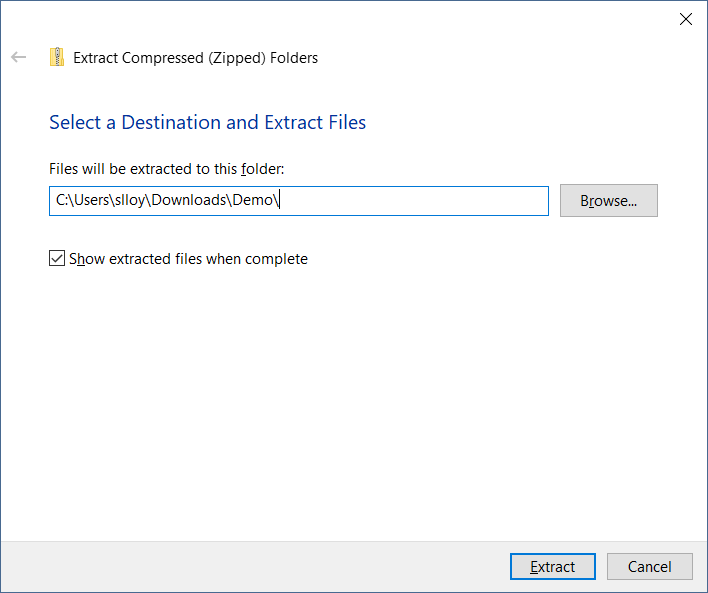 Extract Compressed (Zipped) Folders
Select a Destination and Extract Files
Files will be extracted to this folder:
C:\Users\slloy\Downloads\Demo\
Browse...
Show extracted files when complete
Extract
Cancel